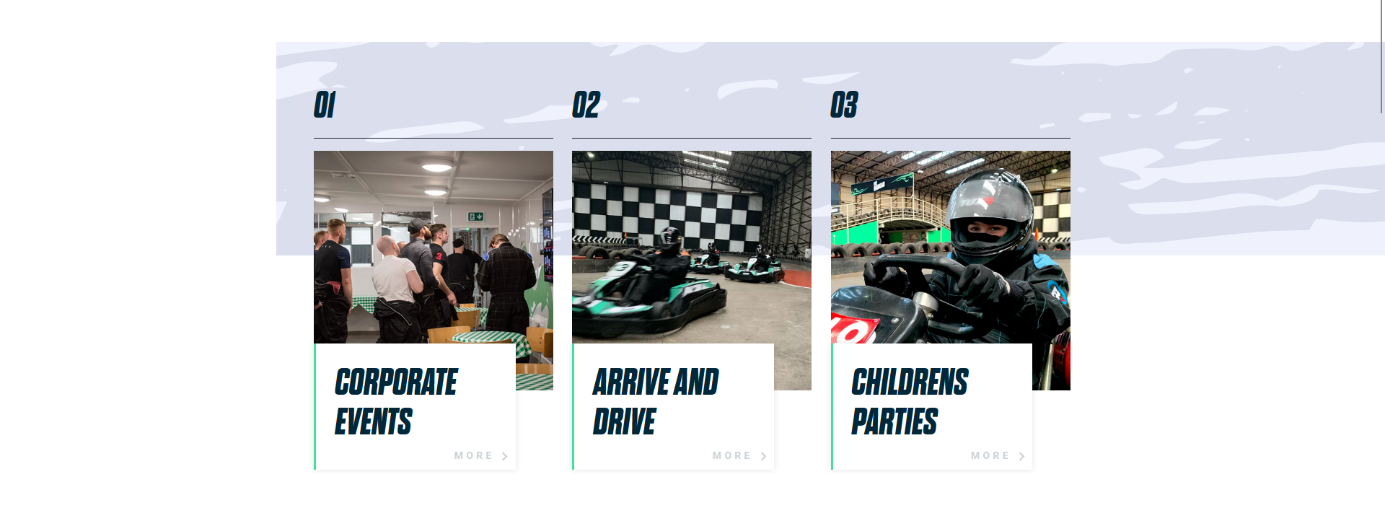 01
02
03
CORPORATE
EVENTS
MORE
ARRIVE AND
DRIVE
MORE
CHILDRENS
PARTIES
MORE